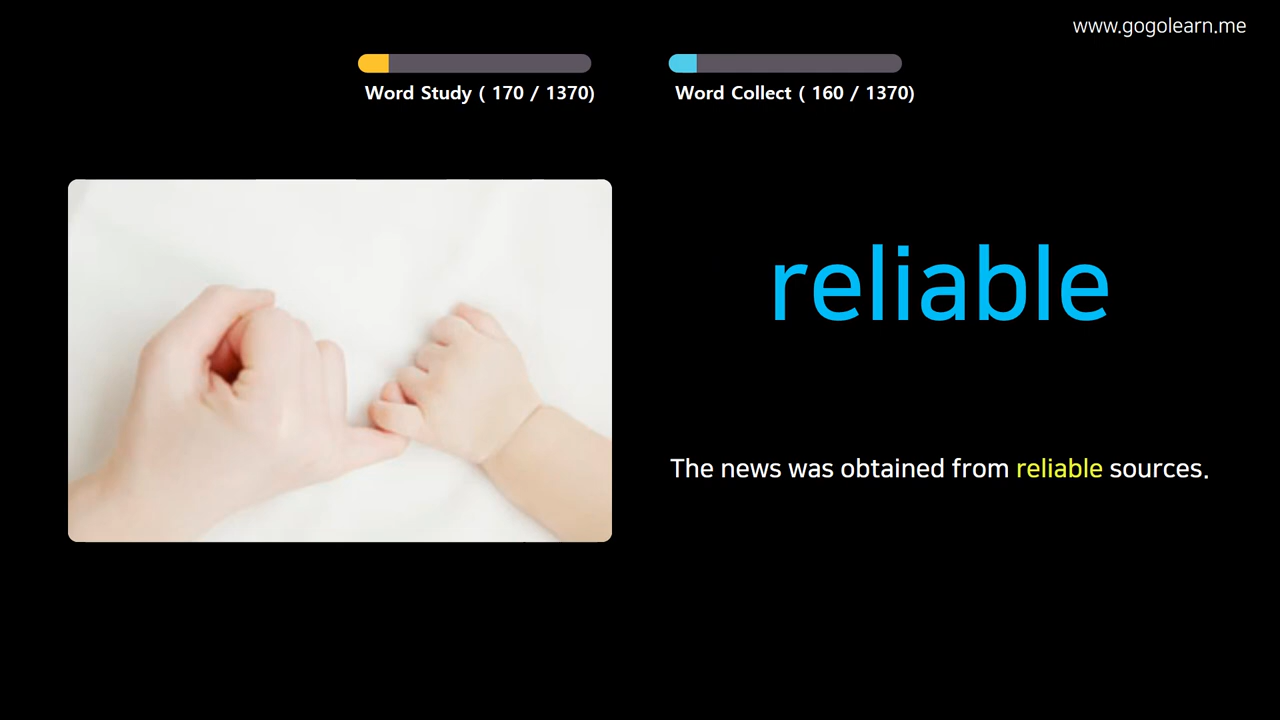 www.gogolearn.me
Word Study ( 170 / 1370)
Word Collect ( 160 / 1370)
reliable
The news was obtained from reliable sources.